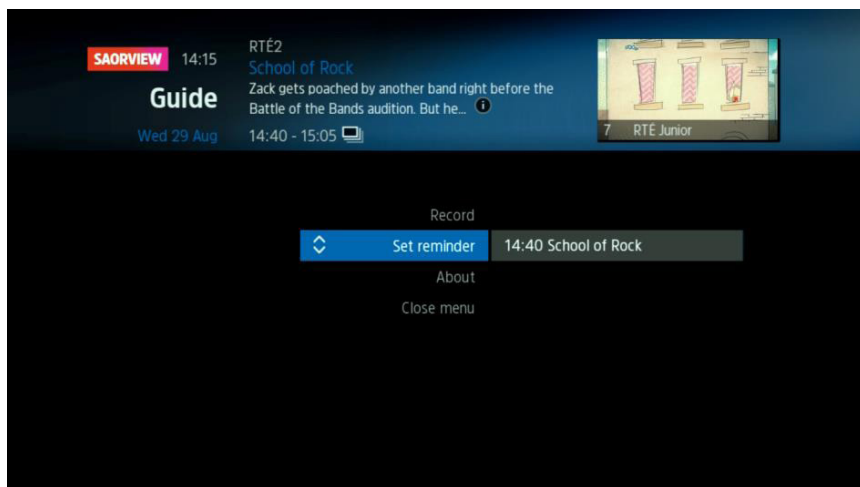 SAORVIEW 14:15
Guide
Wed 29 Aug
RTÉ2
School of Rock
Zack gets poached by another band right before the
Battle of the Bands audition. But he... i
14:40 - 15:05
7 RTÉ Junior
Record
Set reminder 14:40 School of Rock
About
Close menu